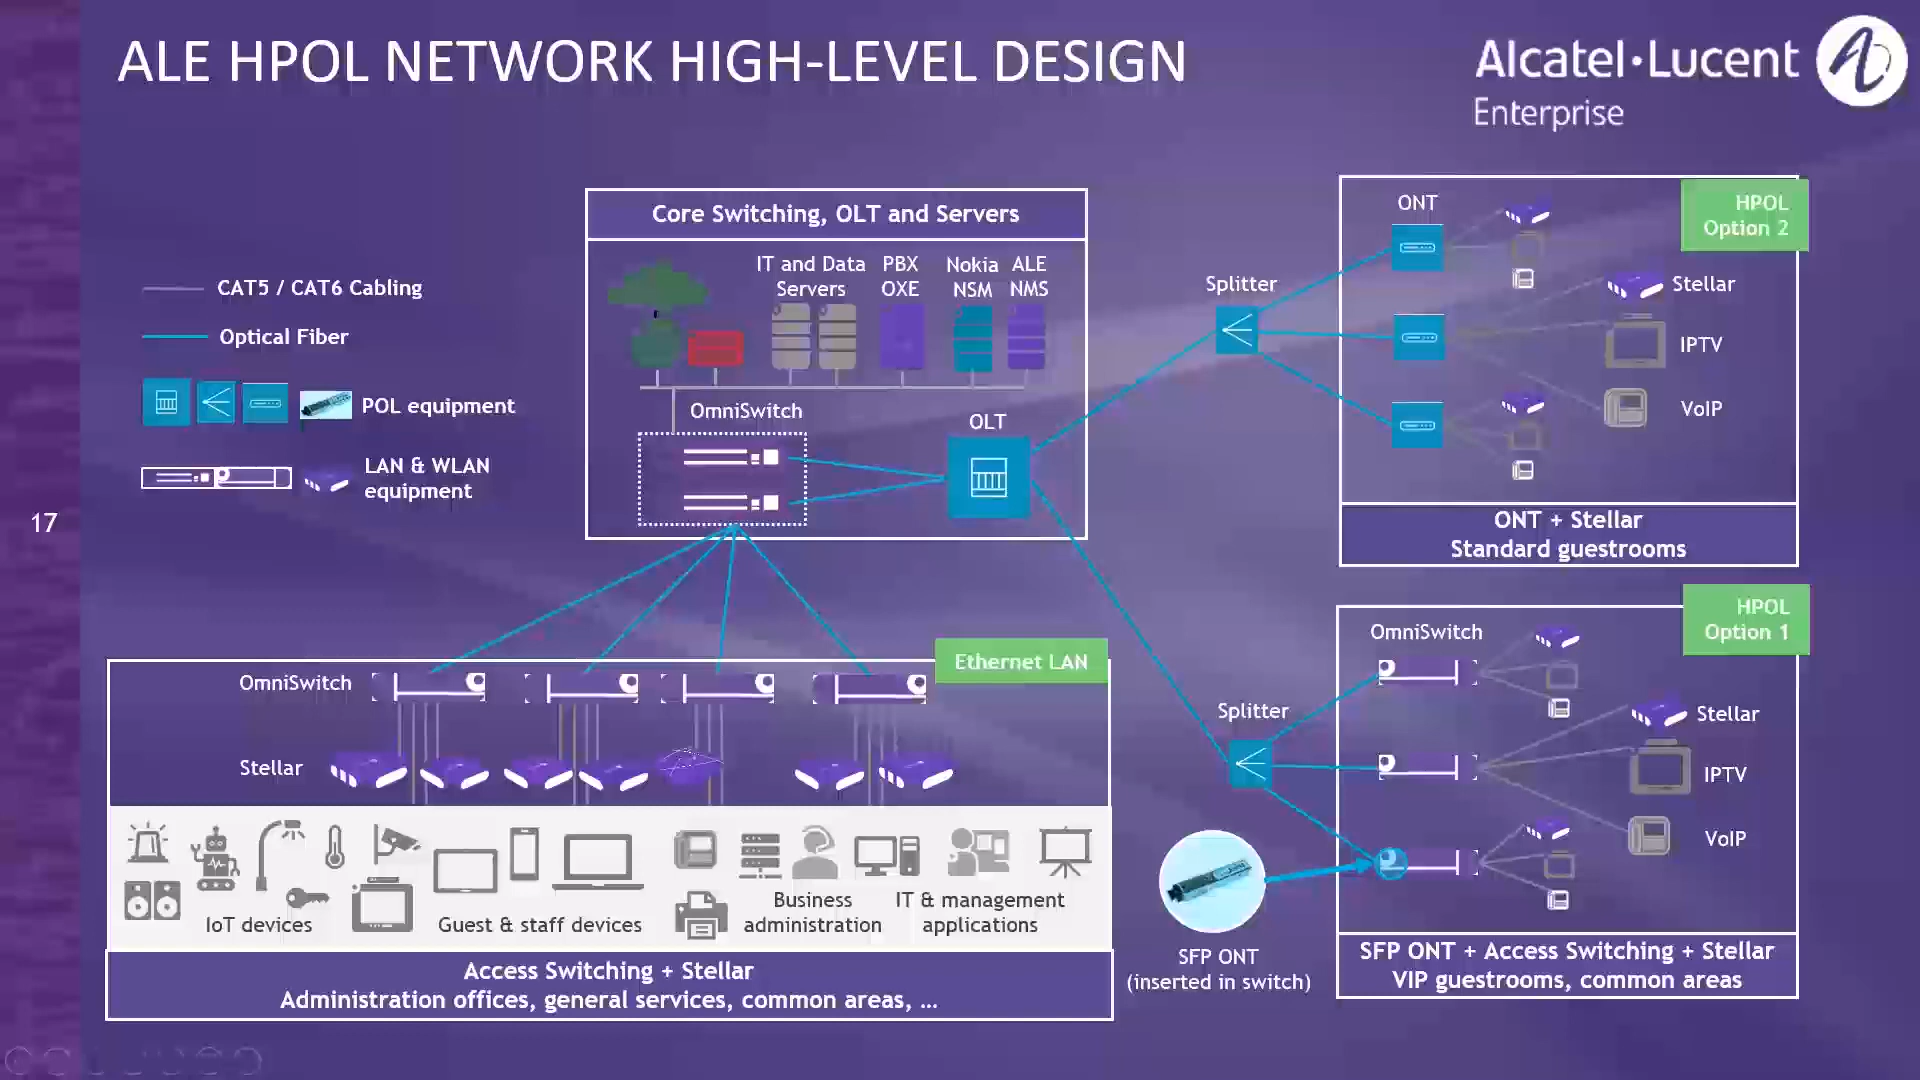 ALE HPOL NETWORK HIGH-LEVEL DESIGN
Alcatel·Lucent
Enterprise
CAT5 / CAT6 Cabling
Optical Fiber
POL equipment
LAN & WLAN
equipment
17
Core Switching, OLT and Servers
IT and Data
Servers
PBX
OXE
Nokia
NSM
ALE
NMS
OmniSwitch
OLT
Splitter
ONT
HPOL
Option 2
Stellar
IPTV
VoIP
ONT + Stellar
Standard guestrooms
Splitter
OmniSwitch
HPOL
Option 1
Stellar
IPTV
VoIP
SFP ONT
(inserted in switch)
SFP ONT + Access Switching + Stellar
VIP guestrooms, common areas
Ethernet LAN
OmniSwitch
Stellar
IoT devices
Guest & staff devices
Business
administration
IT & management
applications
Access Switching + Stellar
Administration offices, general services, common areas, ...